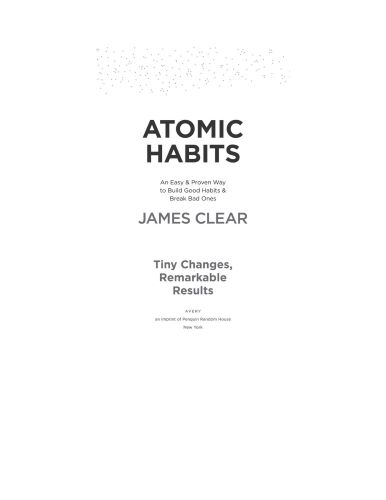 ATOMIC
HABITS
An Easy & Proven Way
to Build Good Habits &
Break Bad Ones
JAMES CLEAR
Tiny Changes,
Remarkable
Results
AVERY
an imprint of Penguin Random House
New York